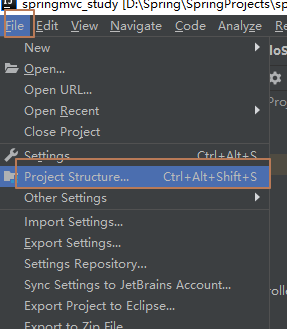 springmvc_study [D:\Spring\SpringProjects\sp
File Edit View Navigate Code Analyze Refactor
New
Open...
Open URL...
Open Recent
Close Project
Settings... Ctrl+Alt+S
Project Structure... Ctrl+Alt+Shift+S
Other Settings
Import Settings...
Export Settings...
Settings Repository...
Sync Settings to JetBrains Account...
Export Project to Eclipse...
Export to Zip File